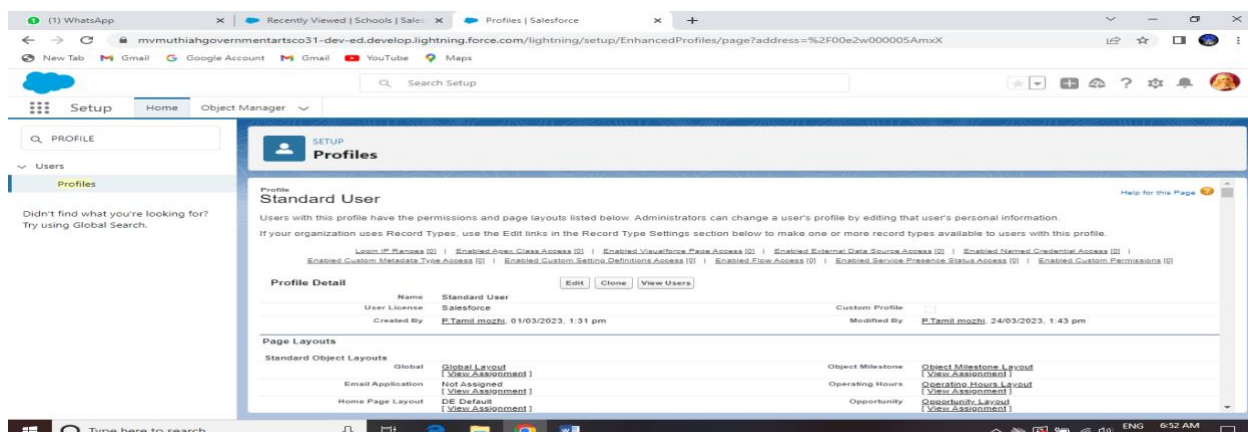 (1) WhatsApp
Recently Viewed | Schools | Sales
Profiles | Salesforce
mvmuthiahgovernmentartsco31-dev-ed.develop.lightning.force.com/lightning/setup/EnhancedProfiles/page?address=%2F00e2w000005AmxX
New Tab Gmail Google Account Gmail YouTube Maps
Search Setup
Setup Home Object Manager
PROFILE
Users
Profiles
Didn't find what you're looking for?
Try using Global Search.
SETUP
Profiles
Profile
Standard User
Help for this Page
Users with this profile have the permissions and page layouts listed below. Administrators can change a user's profile by editing that user's personal information.
If your organization uses Record Types, use the Edit links in the Record Type Settings section below to make one or more record types available to users with this profile.
Login IP Ranges [0] | Enabled Apex Class Access [0] | Enabled Visualforce Page Access [0] | Enabled External Data Source Access [0] | Enabled Named Credential Access [0] |
Enabled Custom Metadata Type Access [0] | Enabled Custom Setting Definitions Access [0] | Enabled Flow Access [0] | Enabled Service Presence Status Access [0] | Enabled Custom Permissions [0]
Profile Detail Edit Clone View Users
Name Standard User
User License Salesforce Custom Profile
Created By P.Tamil mozhi, 01/03/2023, 1:31 pm Modified By P.Tamil mozhi, 24/03/2023, 1:43 pm
Page Layouts
Standard Object Layouts
Global Global Layout Object Milestone Object Milestone Layout
[ View Assignment ] [ View Assignment ]
Email Application Not Assigned Operating Hours Operating Hours Layout
[ View Assignment ] [ View Assignment ]
Home Page Layout DE Default Opportunity Opportunity Layout
[ View Assignment ] [ View Assignment ]
Type here to search
ENG 6:52 AM